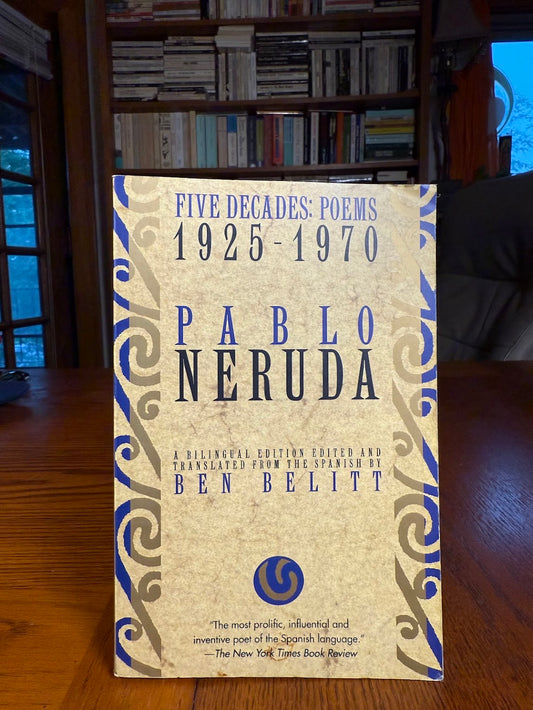 FIVE DECADES: POEMS
1925-1970
PABLO
NERUDA
A BILINGUAL EDITION EDITED AND
TRANSLATED FROM THE SPANISH BY
BEN BELITT
"The most prolific, influential and
inventive poet of the Spanish language."
—The New York Times Book Review